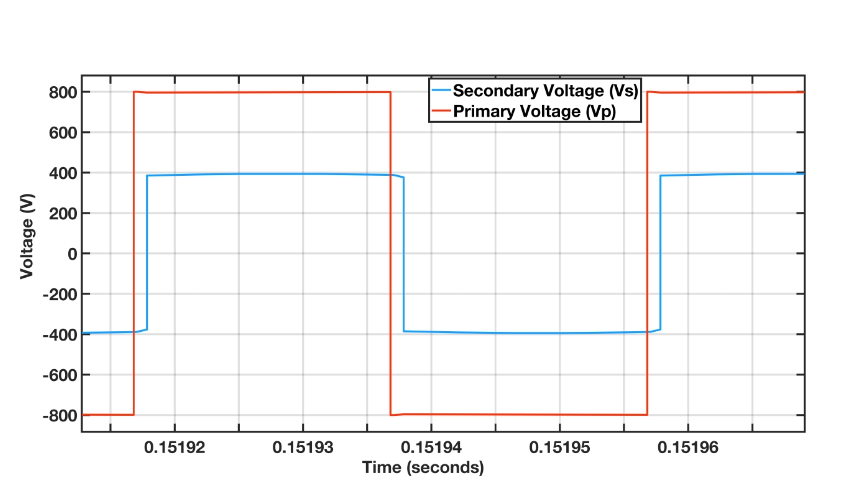 Secondary Voltage (Vs)
Primary Voltage (Vp)
800
600
400
200
0
-200
-400
-600
-800
Voltage (V)
0.15192 0.15193 0.15194 0.15195 0.15196
Time (seconds)